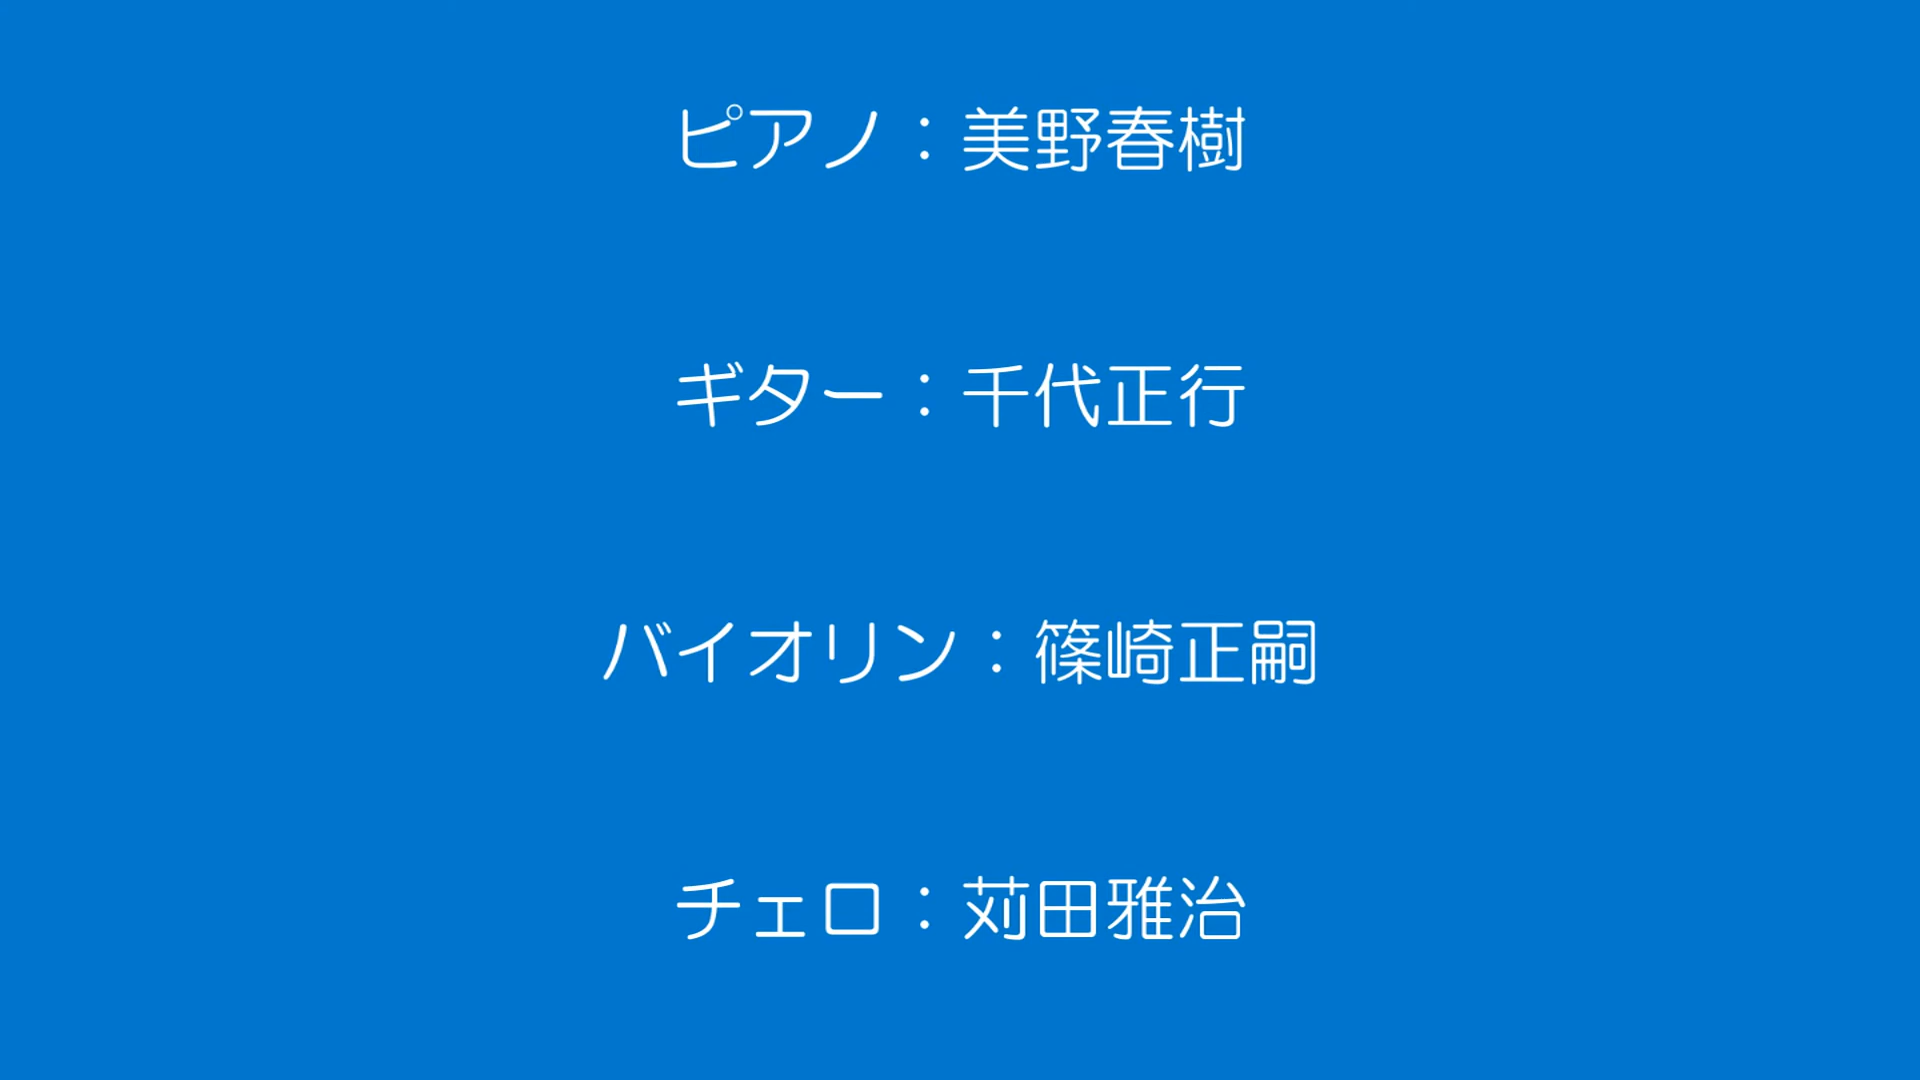 ピアノ：美野春樹
ギター：千代正行
バイオリン：篠崎正嗣
チェロ：苅田雅治